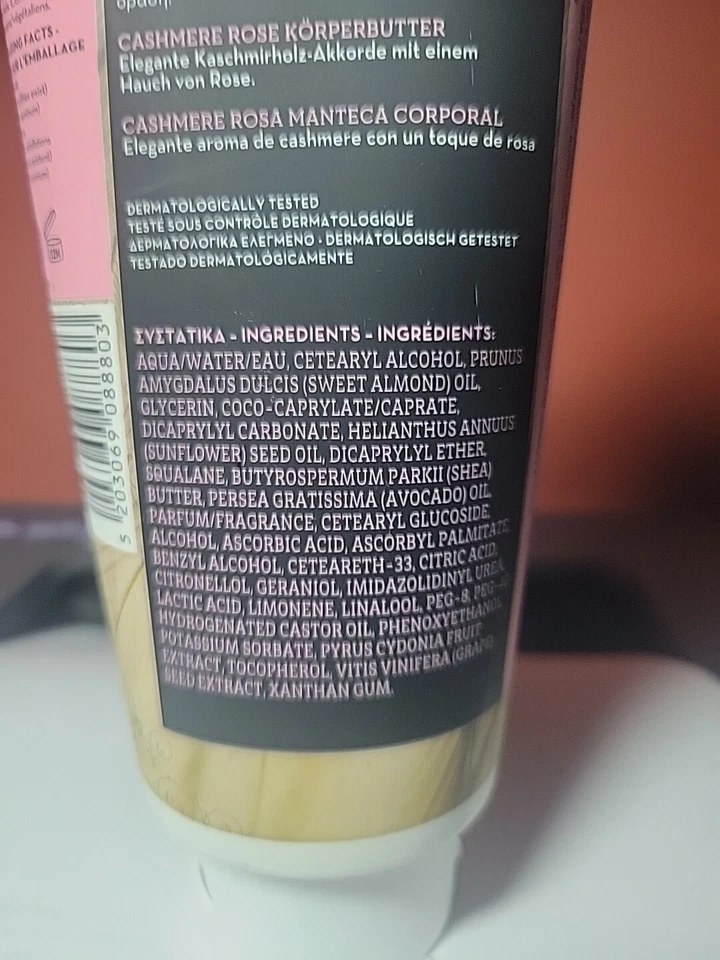 NG FACTS -
L'EMBALLAGE
CASHMERE ROSE KÖRPERBUTTER
Elegante Kaschmirholz-Akkorde mit einem
Hauch von Rose.
CASHMERE ROSA MANTECA CORPORAL
Elegante aroma de cashmere con un toque de rosa
DERMATOLOGICALLY TESTED
TESTÉ SOUS CONTRÔLE DERMATOLOGIQUE
ΔΕΡΜΑΤΟΛΟΓΙΚΑ ΕΛΕΓΜΕΝΟ · DERMATOLOGISCH GETESTET
TESTADO DERMATOLÓGICAMENTE
12M
ΣΥΣΤΑΤΙΚΑ - INGREDIENTS - INGRÉDIENTS:
AQUA/WATER/EAU, CETEARYL ALCOHOL, PRUNUS
AMYGDALUS DULCIS (SWEET ALMOND) OIL,
GLYCERIN, COCO-CAPRYLATE/CAPRATE,
DICAPRYLYL CARBONATE, HELIANTHUS ANNUUS
(SUNFLOWER) SEED OIL, DICAPRYLYL ETHER,
SQUALANE, BUTYROSPERMUM PARKII (SHEA)
BUTTER, PERSEA GRATISSIMA (AVOCADO) OIL,
PARFUM/FRAGRANCE, CETEARYL GLUCOSIDE,
ALCOHOL, ASCORBIC ACID, ASCORBYL PALMITATE,
BENZYL ALCOHOL, CETEARETH-33, CITRIC ACID,
CITRONELLOL, GERANIOL, IMIDAZOLIDINYL UREA,
LACTIC ACID, LIMONENE, LINALOOL, PEG-8,
HYDROGENATED CASTOR OIL, PHENOXYETHANOL,
POTASSIUM SORBATE, PYRUS CYDONIA FRUIT
EXTRACT, TOCOPHEROL, VITIS VINIFERA (GRAPE)
SEED EXTRACT, XANTHAN GUM.
5 203069 088803